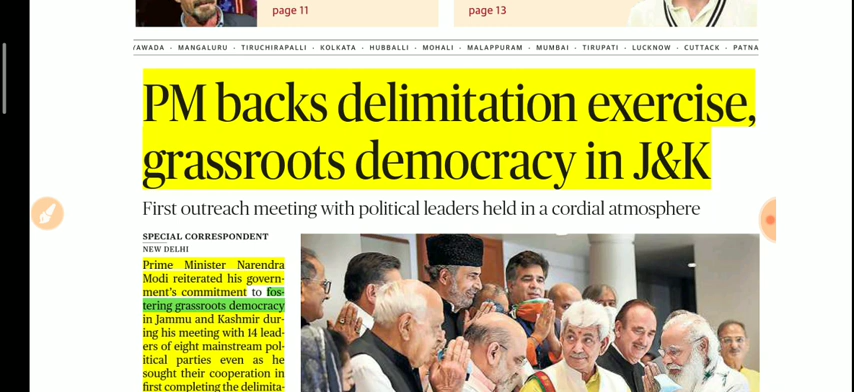 page 11
page 13
AWADA · MANGALURU · TIRUCHIRAPALLI · KOLKATA · HUBBALLI · MOHALI · MALAPPURAM · MUMBAI · TIRUPATI · LUCKNOW · CUTTACK · PATNA
PM backs delimitation exercise,
grassroots democracy in J&K
First outreach meeting with political leaders held in a cordial atmosphere
SPECIAL CORRESPONDENT
NEW DELHI
Prime Minister Narendra
Modi reiterated his govern-
ment's commitment to fos-
tering grassroots democracy
in Jammu and Kashmir dur-
ing his meeting with 14 lead-
ers of eight mainstream pol-
itical parties even as he
sought their cooperation in
first completing the delimita-